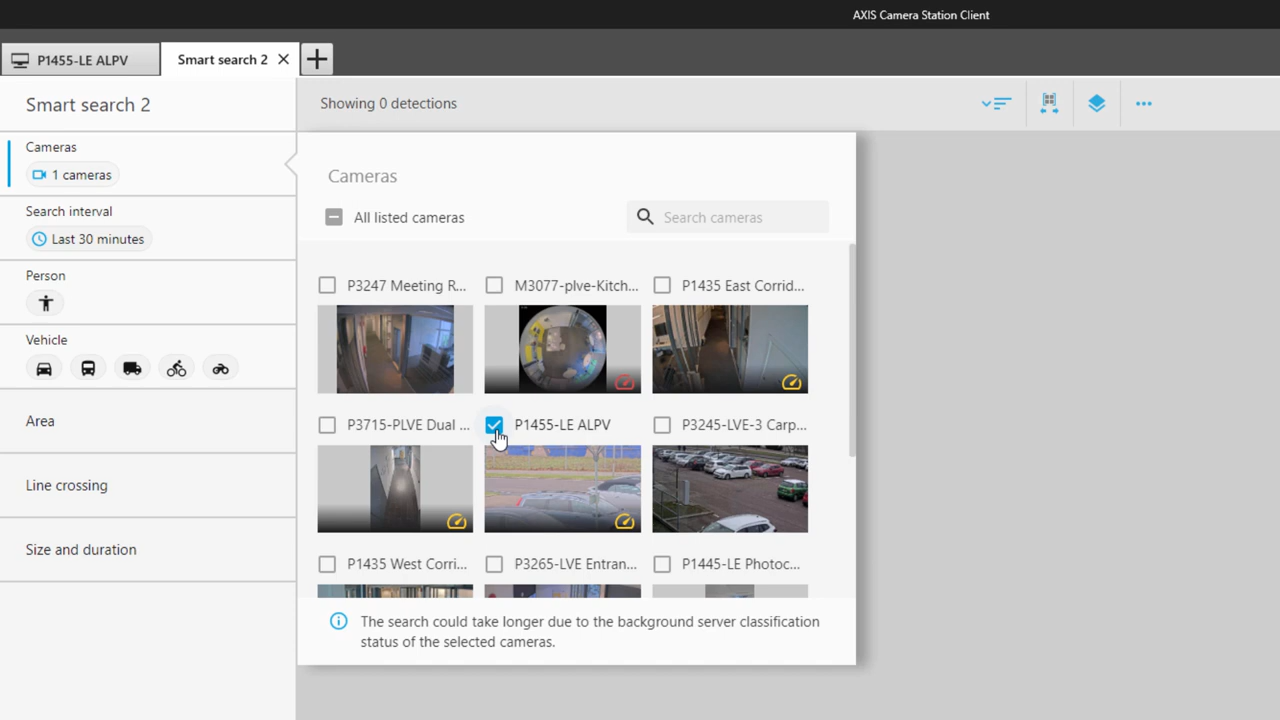 AXIS Camera Station Client
P1455-LE ALPV
Smart search 2
Smart search 2
Showing 0 detections
Cameras
1 cameras
Search interval
Last 30 minutes
Person
Vehicle
Area
Line crossing
Size and duration
Cameras
All listed cameras
Search cameras
P3247 Meeting R...
M3077-plve-Kitch...
P1435 East Corrid...
P3715-PLVE Dual ...
P1455-LE ALPV
P3245-LVE-3 Carp...
P1435 West Corri...
P3265-LVE Entran...
P1445-LE Photoc...
The search could take longer due to the background server classification
status of the selected cameras.